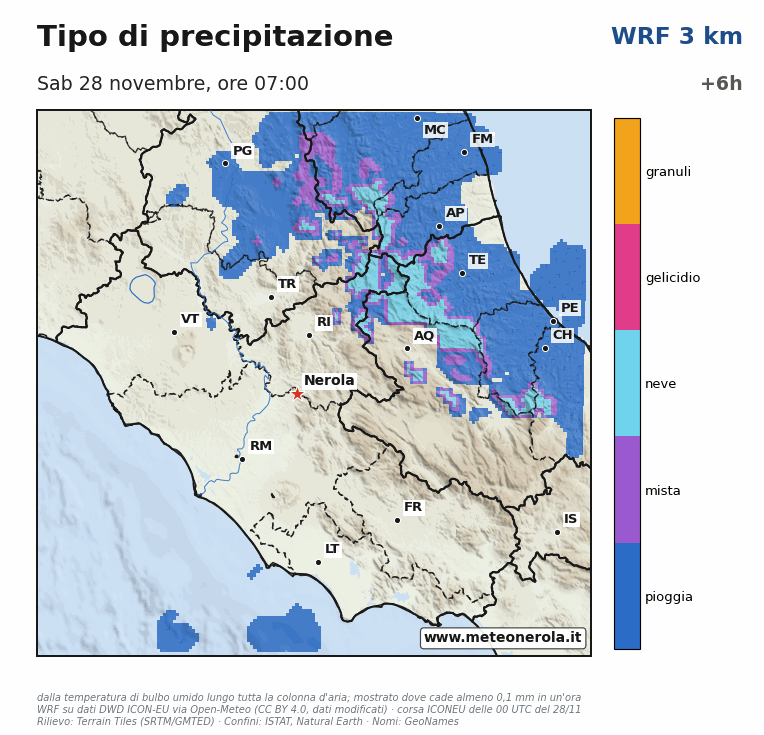 Tipo di precipitazione
WRF 3 km
Sab 28 novembre, ore 07:00
+6h
MC
FM
PG
AP
TE
TR
PE
VT
RI
AQ
CH
Nerola
RM
FR
IS
LT
www.meteonerola.it
granuli
gelicidio
neve
mista
pioggia
dalla temperatura di bulbo umido lungo tutta la colonna d'aria; mostrato dove cade almeno 0,1 mm in un'ora
WRF su dati DWD ICON-EU via Open-Meteo (CC BY 4.0, dati modificati) · corsa ICONEU delle 00 UTC del 28/11
Rilievo: Terrain Tiles (SRTM/GMTED) · Confini: ISTAT, Natural Earth · Nomi: GeoNames